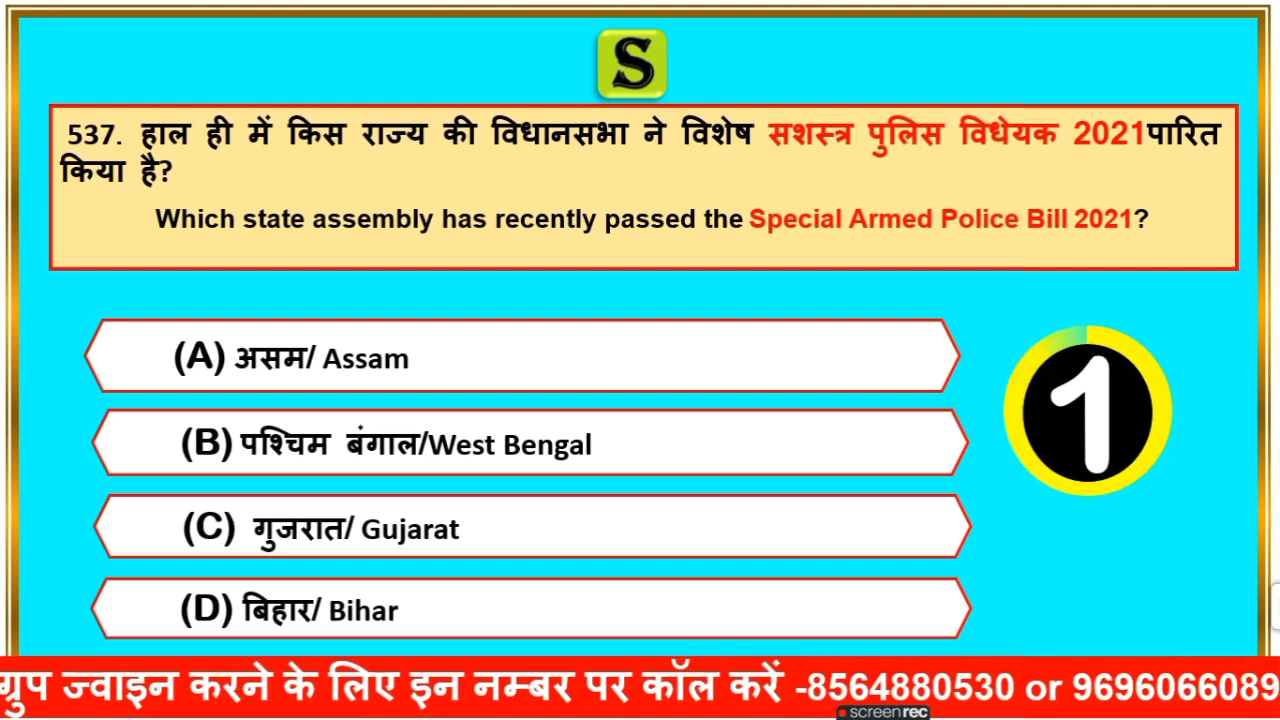 S
537. हाल ही में किस राज्य की विधानसभा ने विशेष सशस्त्र पुलिस विधेयक 2021पारित
किया है?
Which state assembly has recently passed the Special Armed Police Bill 2021?
(A) असम/ Assam
1
(B) पश्चिम बंगाल/West Bengal
(C) गुजरात/ Gujarat
(D) बिहार/ Bihar
ग्रुप ज्वाइन करने के लिए इन नम्बर पर कॉल करें -8564880530 or 9696066089
screenrec